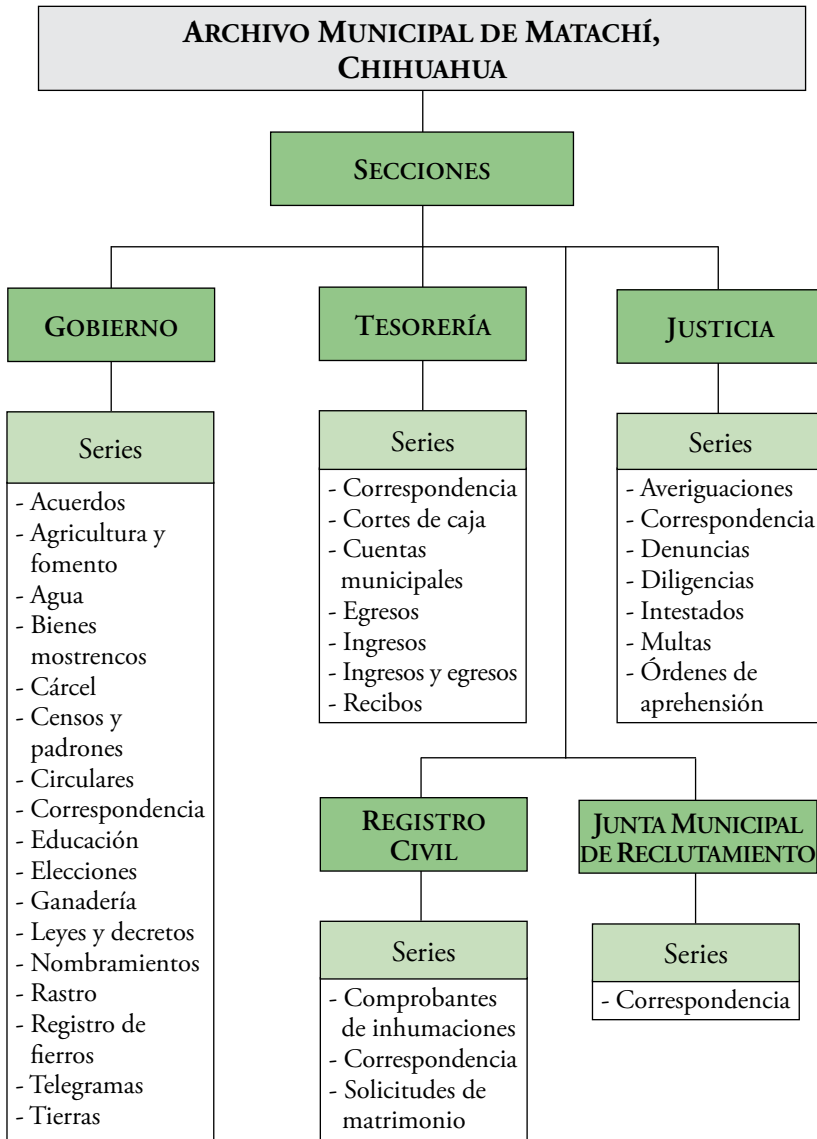 ARCHIVO MUNICIPAL DE MATACHÍ,
CHIHUAHUA
SECCIONES
GOBIERNO
Series
- Acuerdos
- Agricultura y
fomento
- Agua
- Bienes
mostrencos
- Cárcel
- Censos y
padrones
- Circulares
- Correspondencia
- Educación
- Elecciones
- Ganadería
- Leyes y decretos
- Nombramientos
- Rastro
- Registro de
fierros
- Telegramas
- Tierras
TESORERÍA
Series
- Correspondencia
- Cortes de caja
- Cuentas
municipales
- Egresos
- Ingresos
- Ingresos y egresos
- Recibos
JUSTICIA
Series
- Averiguaciones
- Correspondencia
- Denuncias
- Diligencias
- Intestados
- Multas
- Órdenes de
aprehensión
REGISTRO
CIVIL
Series
- Comprobantes
de inhumaciones
- Correspondencia
- Solicitudes de
matrimonio
JUNTA MUNICIPAL
DE RECLUTAMIENTO
Series
- Correspondencia